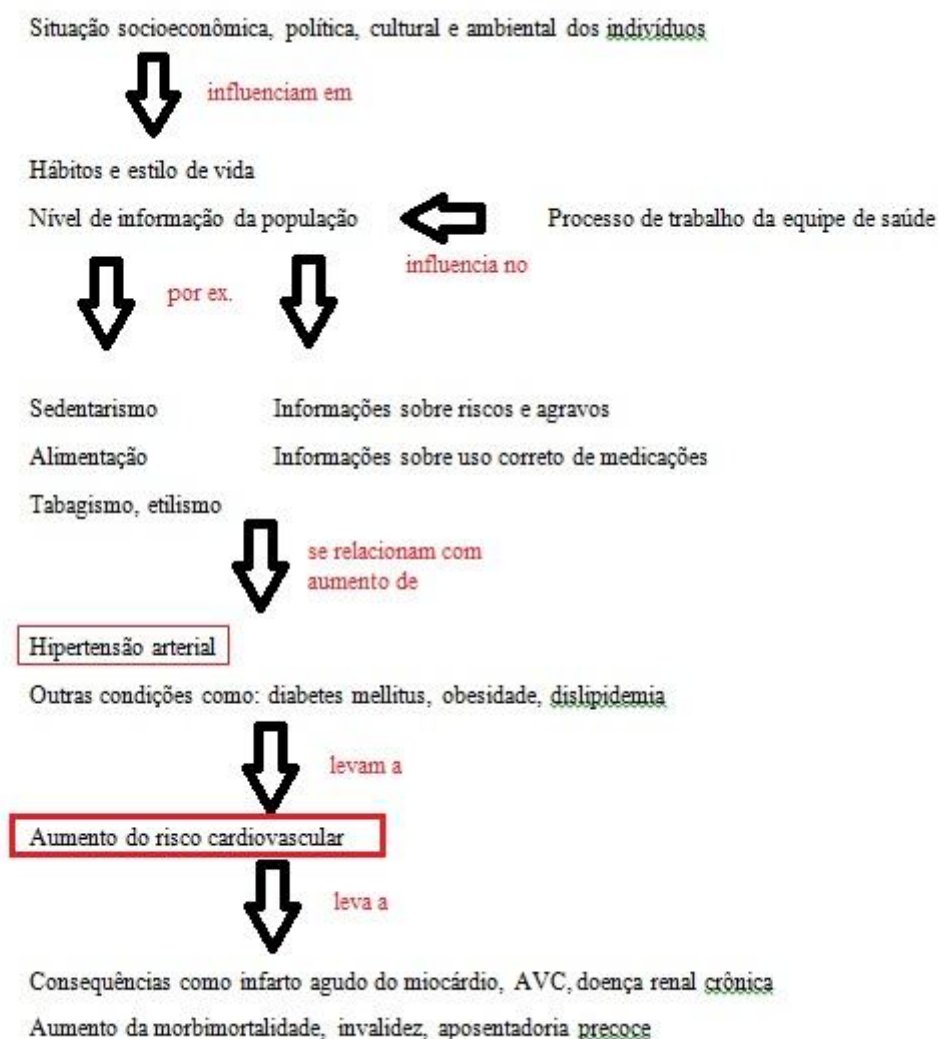 Situação socioeconômica, política, cultural e ambiental dos indivíduos
influenciam em
Hábitos e estilo de vida
Nível de informação da população
Processo de trabalho da equipe de saúde
influencia no
por ex.
Sedentarismo
Informações sobre riscos e agravos
Alimentação
Informações sobre uso correto de medicações
Tabagismo, etilismo
se relacionam com
aumento de
Hipertensão arterial
Outras condições como: diabetes mellitus, obesidade, dislipidemia
levam a
Aumento do risco cardiovascular
leva a
Consequências como infarto agudo do miocárdio, AVC, doença renal crônica
Aumento da morbimortalidade, invalidez, aposentadoria precoce